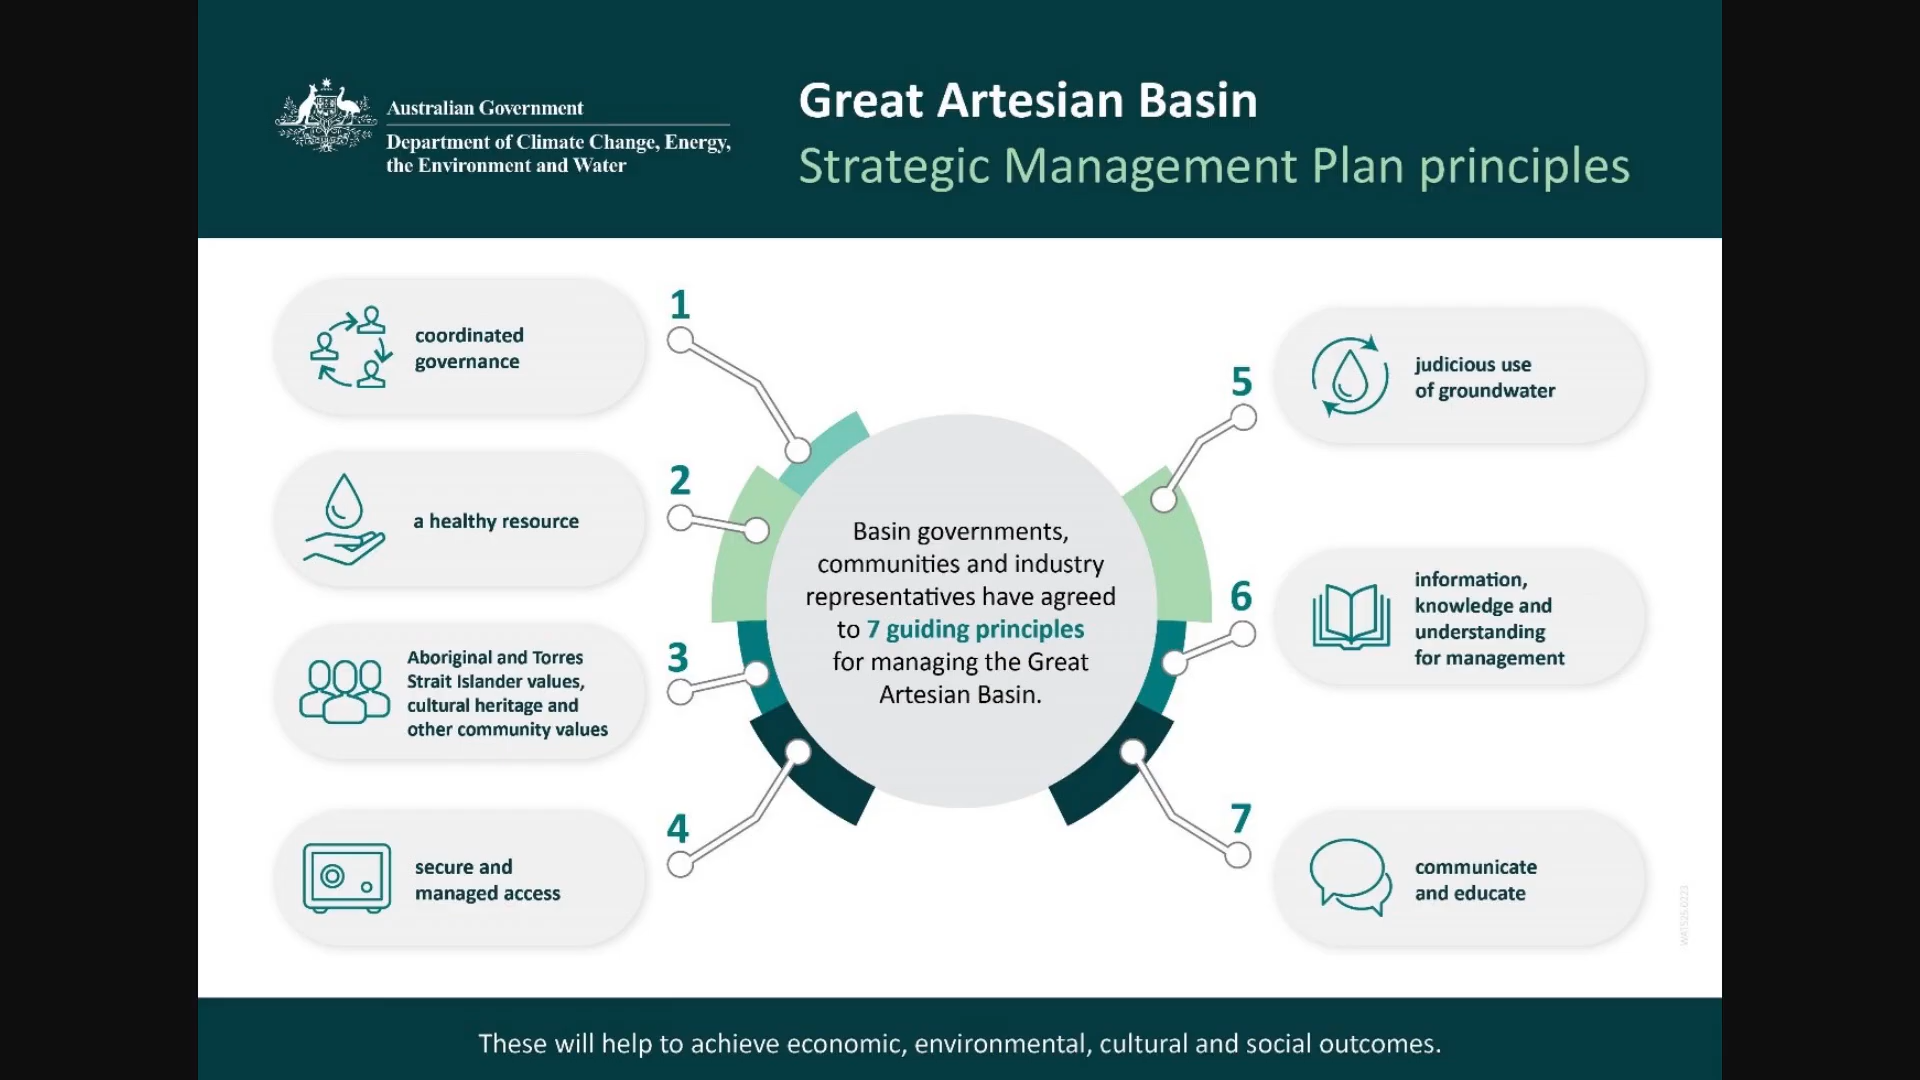 Australian Government
Department of Climate Change, Energy,
the Environment and Water
Great Artesian Basin
Strategic Management Plan principles
1
coordinated
governance
2
a healthy resource
3
Aboriginal and Torres
Strait Islander values,
cultural heritage and
other community values
4
secure and
managed access
Basin governments,
communities and industry
representatives have agreed
to 7 guiding principles
for managing the Great
Artesian Basin.
5
judicious use
of groundwater
6
information,
knowledge and
understanding
for management
7
communicate
and educate
These will help to achieve economic, environmental, cultural and social outcomes.